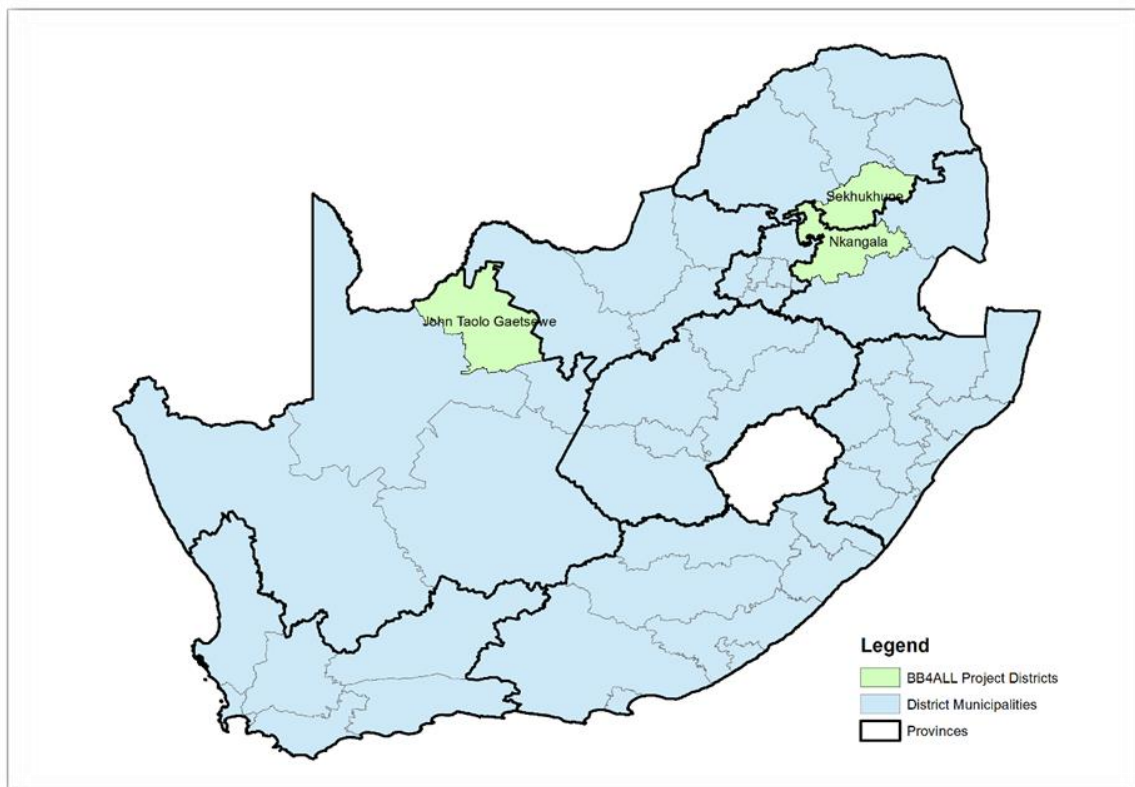 Sekhukhune
Nkangala
John Taolo Gaetsewe
Legend
BB4ALL Project Districts
District Municipalities
Provinces